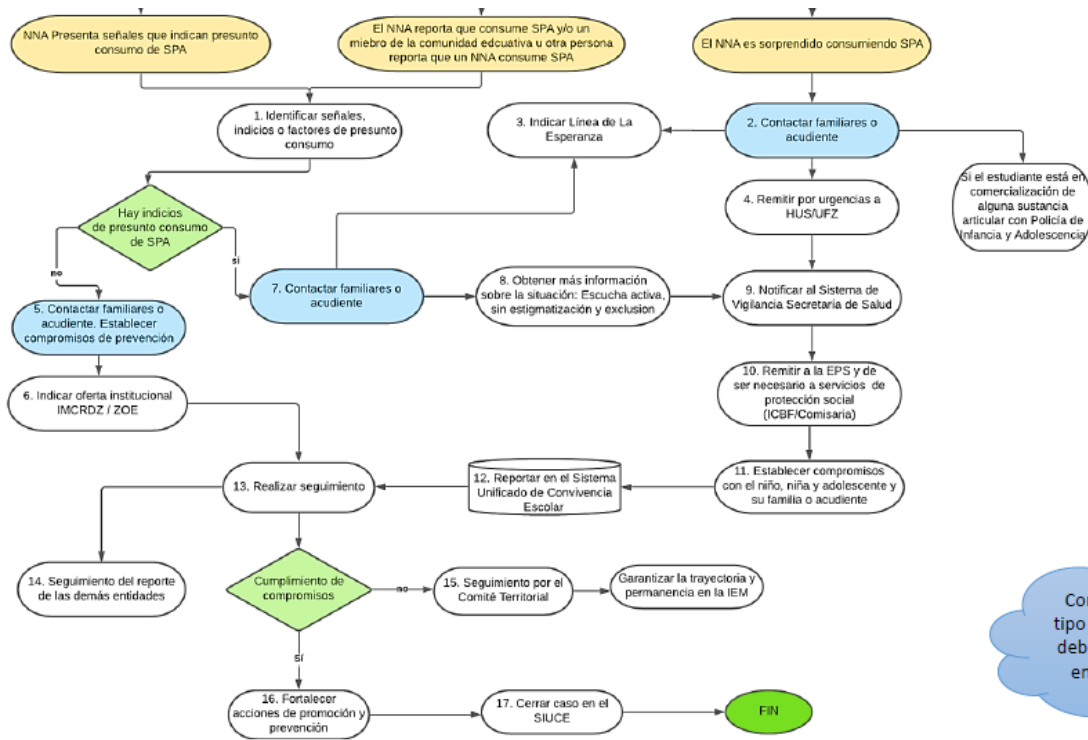 NNA Presenta señales que indican presunto
consumo de SPA
El NNA reporta que consume SPA y/o un
miebro de la comunidad edcuativa u otra persona
reporta que un NNA consume SPA
El NNA es sorprendido consumiendo SPA
1. Identificar señales,
indicios o factores de presunto
consumo
3. Indicar Línea de La
Esperanza
2. Contactar familiares o
acudiente
Si el estudiante está en
comercialización de
alguna sustancia
articular con Policía de
Infancia y Adolescencia
4. Remitir por urgencias a
HUS/UFZ
Hay indicios
de presunto consumo
de SPA
no
si
7. Contactar familiares o
acudiente
8. Obtener más información
sobre la situación: Escucha activa,
sin estigmatización y exclusion
9. Notificar al Sistema de
Vigilancia Secretaría de Salud
5. Contactar familiares o
acudiente. Establecer
compromisos de prevención
10. Remitir a la EPS y de
ser necesario a servicios de
protección social
(ICBF/Comisaria)
6. Indicar oferta institucional
IMCRDZ / ZOE
11. Establecer compromisos
con el niño, niña y adolescente y
su familia o acudiente
12. Reportar en el Sistema
Unificado de Convivencia
Escolar
13. Realizar seguimiento
14. Seguimiento del reporte
de las demás entidades
Cumplimiento de
compromisos
no
15. Seguimiento por el
Comité Territorial
Garantizar la trayectoria y
permanencia en la IEM
Sí
16. Fortalecer
acciones de promoción y
prevención
17. Cerrar caso en el
SIUCE
FIN
tipo